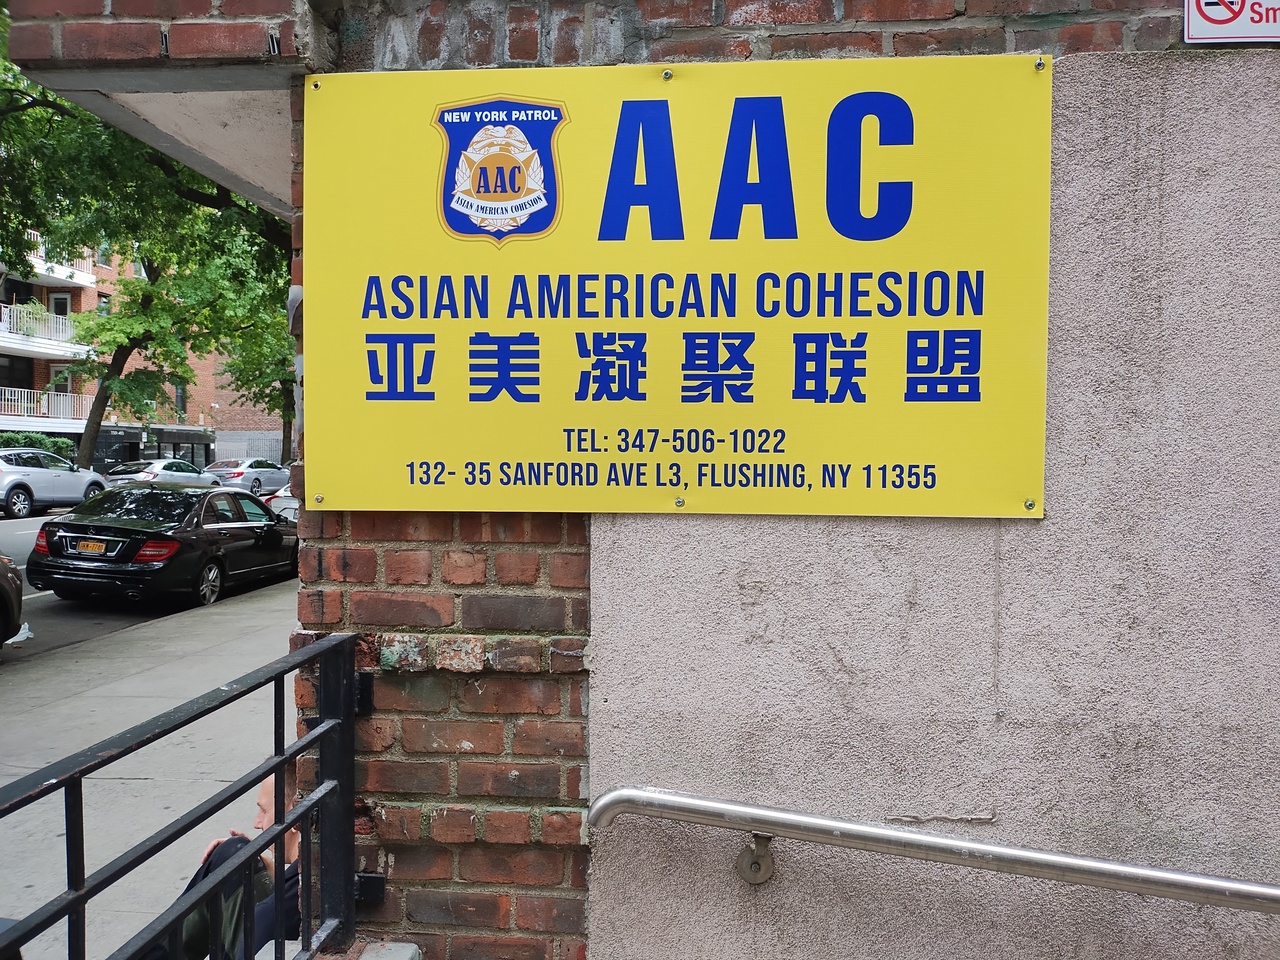 NEW YORK PATROL
AAC
ASIAN AMERICAN COHESION
AAC
ASIAN AMERICAN COHESION
亚美凝聚联盟
TEL: 347-506-1022
132- 35 SANFORD AVE L3, FLUSHING, NY 11355